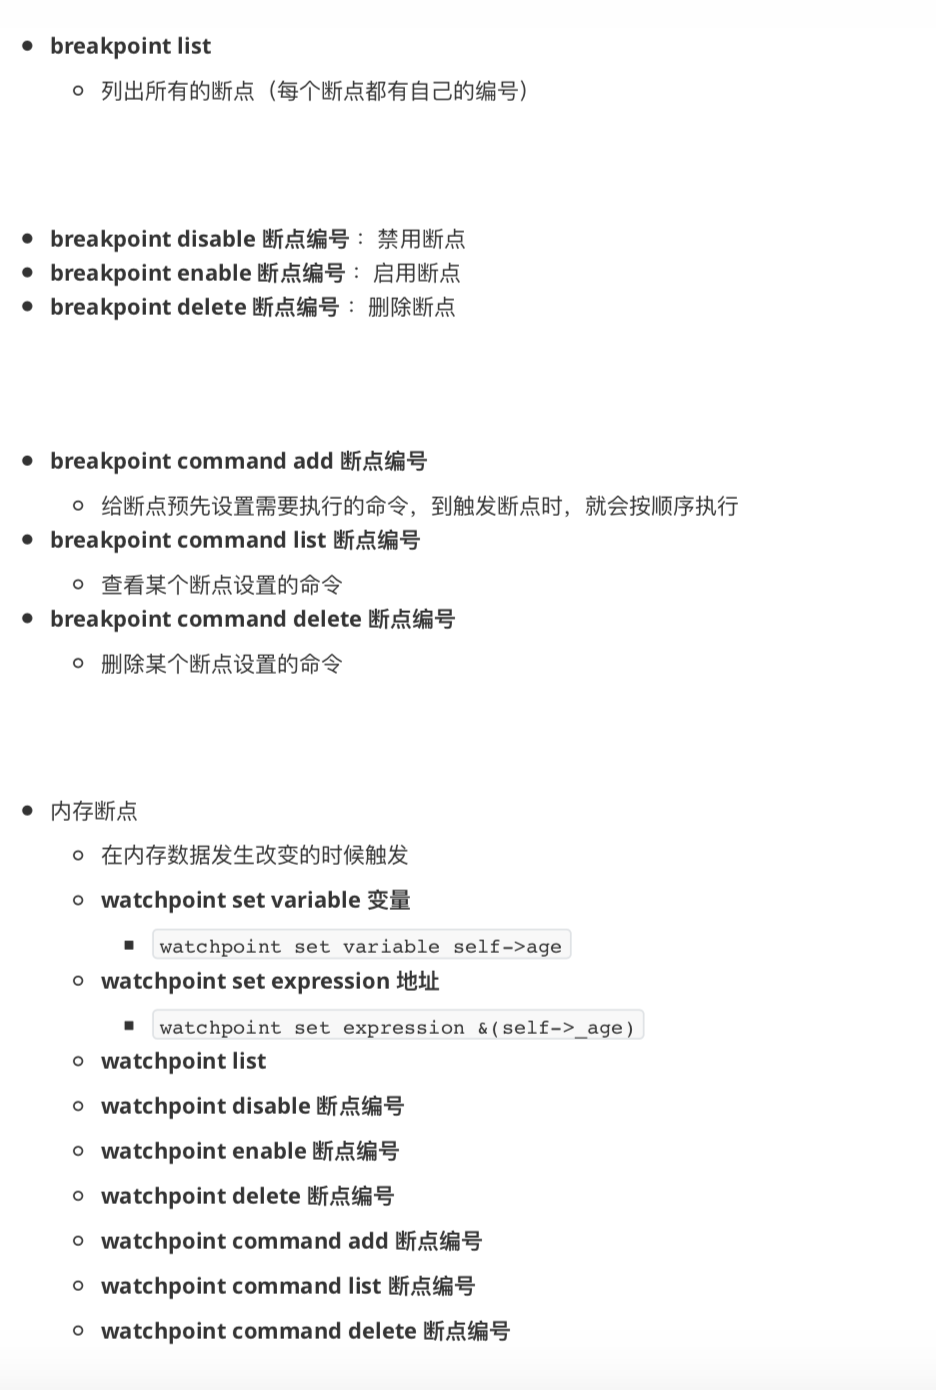 breakpoint list
列出所有的断点（每个断点都有自己的编号）
breakpoint disable 断点编号： 禁用断点
breakpoint enable 断点编号： 启用断点
breakpoint delete 断点编号： 删除断点
breakpoint command add 断点编号
给断点预先设置需要执行的命令，到触发断点时，就会按顺序执行
breakpoint command list 断点编号
查看某个断点设置的命令
breakpoint command delete 断点编号
删除某个断点设置的命令
内存断点
在内存数据发生改变的时候触发
watchpoint set variable 变量
watchpoint set variable self->age
watchpoint set expression 地址
watchpoint set expression &(self->_age)
watchpoint list
watchpoint disable 断点编号
watchpoint enable 断点编号
watchpoint delete 断点编号
watchpoint command add 断点编号
watchpoint command list 断点编号
watchpoint command delete 断点编号